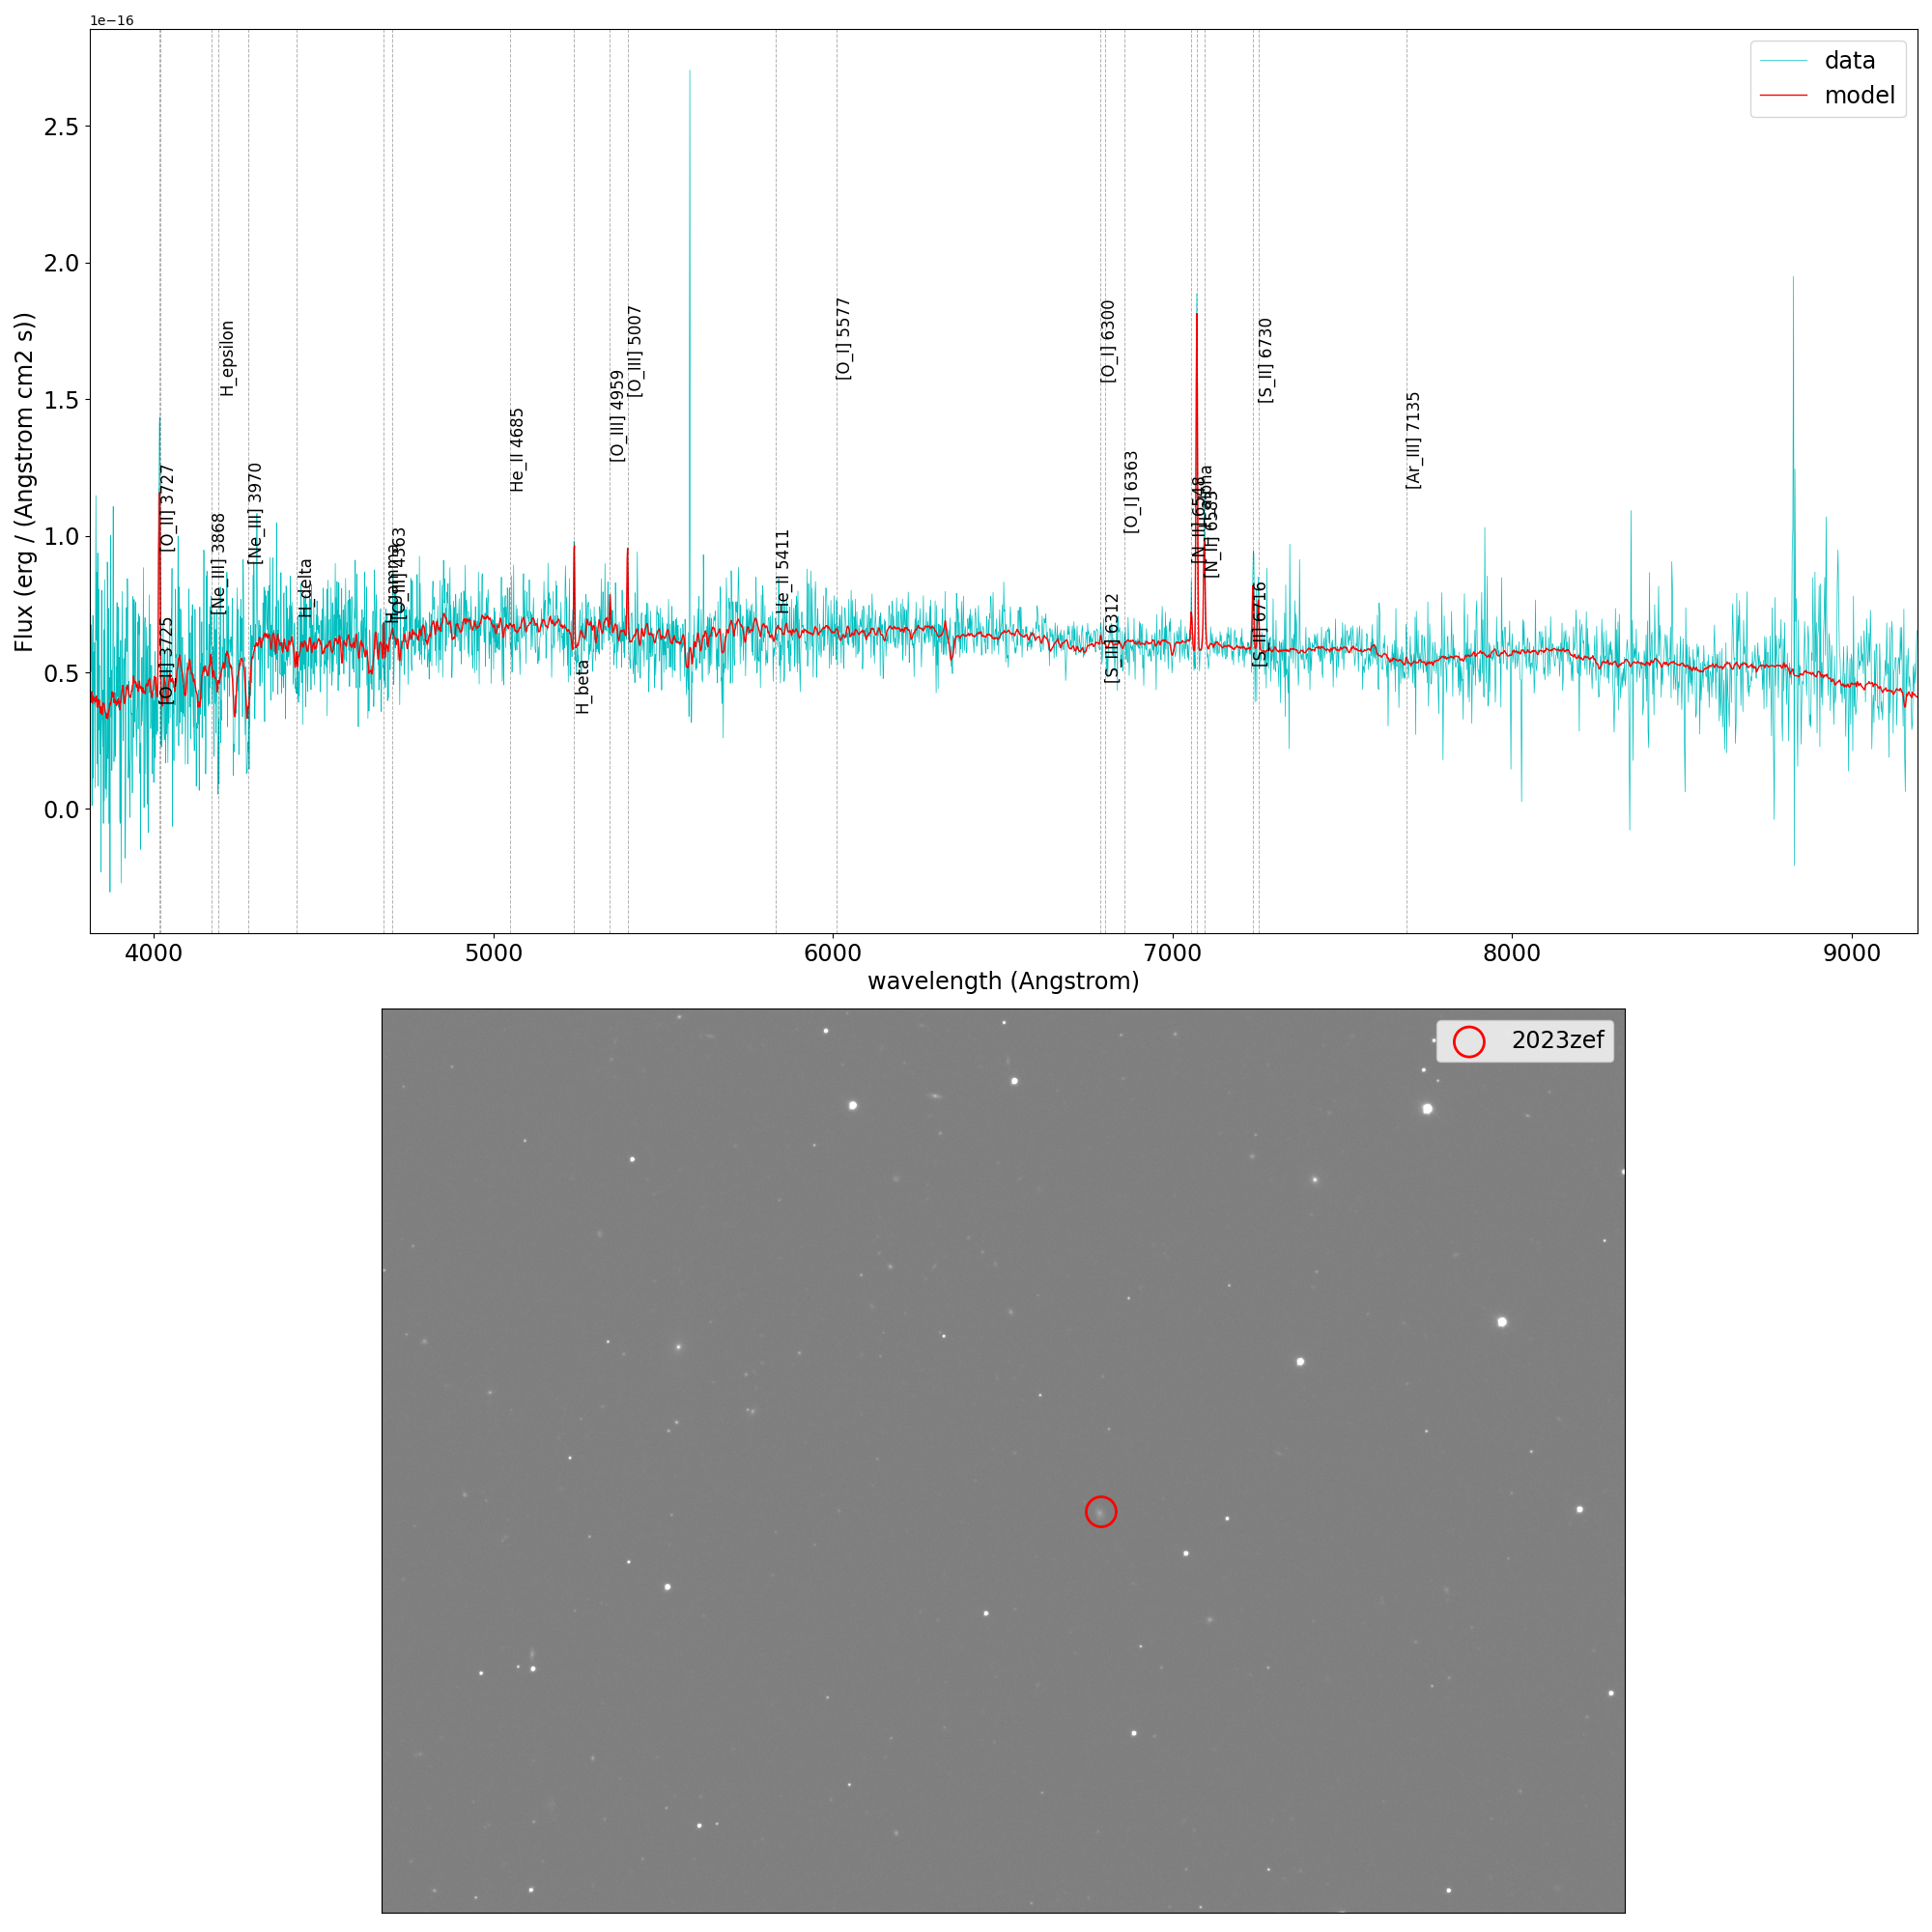 1e−16
data
model
2.5
2.0
1.5
1.0
0.5
0.0
Flux (erg / (Angstrom cm2 s))
[O_II] 3725
[O_II] 3727
[Ne_III] 3868
H_epsilon
[Ne_III] 3970
H_delta
H_gamma
[O_III] 4363
He_II 4685
H_beta
[O_III] 4959
[O_III] 5007
He_II 5411
[O_I] 5577
[O_I] 6300
[S_III] 6312
[O_I] 6363
[N_II] 6548
H_alpha
[N_II] 6583
[S_II] 6716
[S_II] 6730
[Ar_III] 7135
4000 5000 6000 7000 8000 9000
wavelength (Angstrom)
2023zef